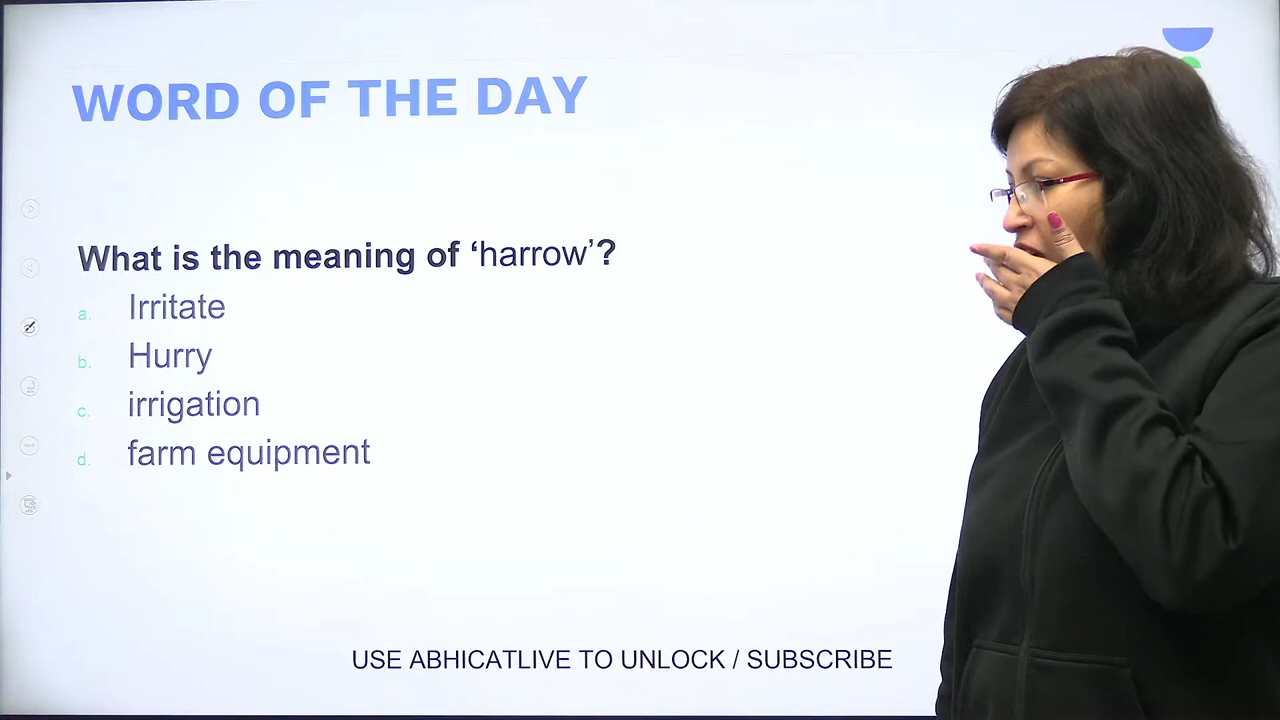 WORD OF THE DAY
What is the meaning of ‘harrow’?
a. Irritate
b. Hurry
c. irrigation
d. farm equipment
USE ABHICATLIVE TO UNLOCK / SUBSCRIBE